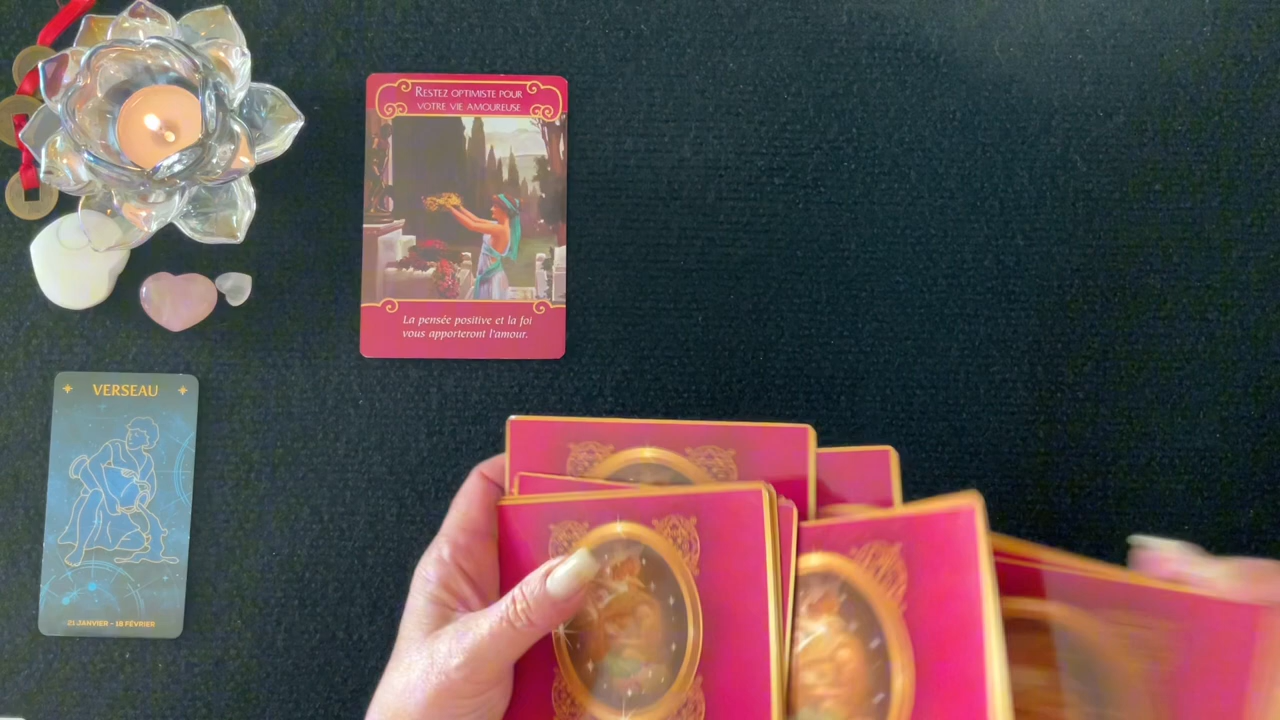 RESTEZ OPTIMISTE POUR
VOTRE VIE AMOUREUSE
La pensée positive et la foi
vous apporteront l'amour.
VERSEAU
21 JANVIER – 18 FÉVRIER